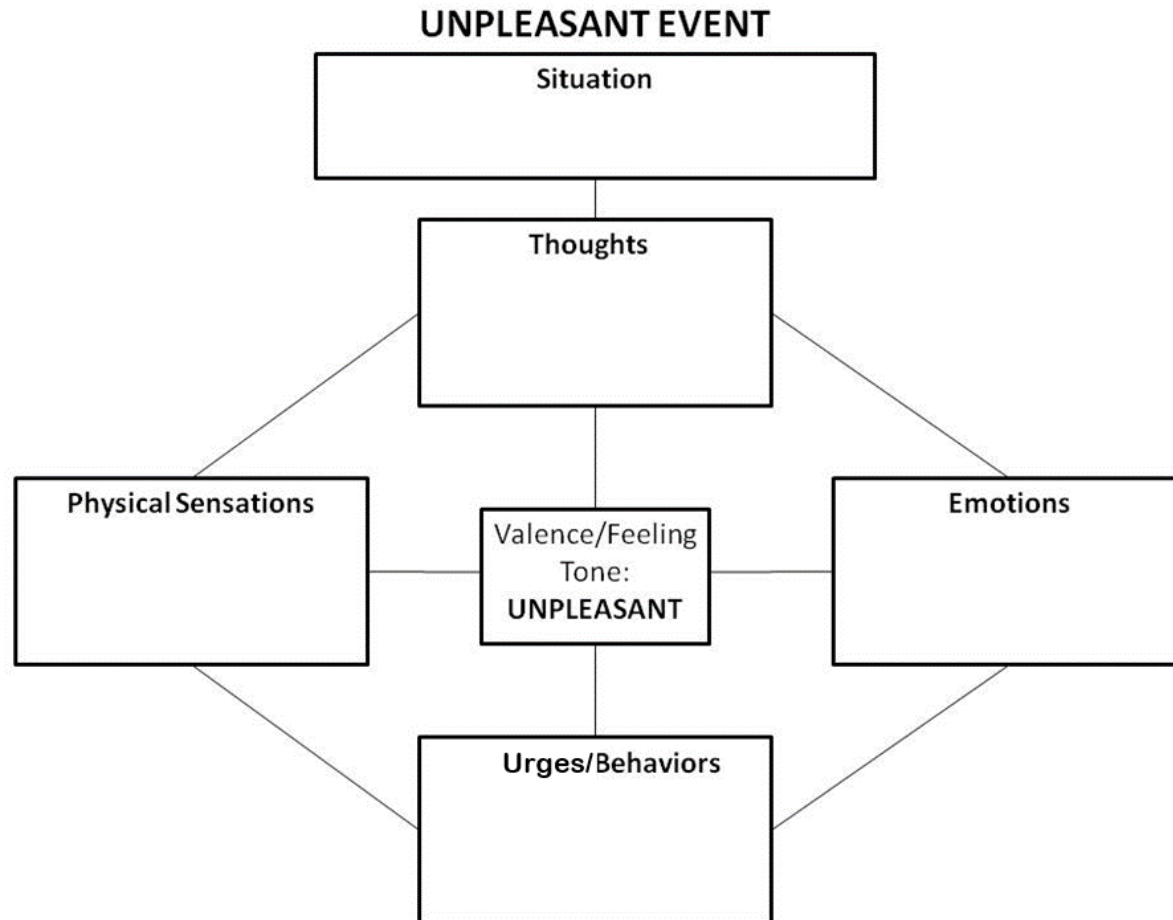 UNPLEASANT EVENT
Situation
Thoughts
Physical Sensations
Emotions
Valence/Feeling
Tone:
UNPLEASANT
Urges/Behaviors